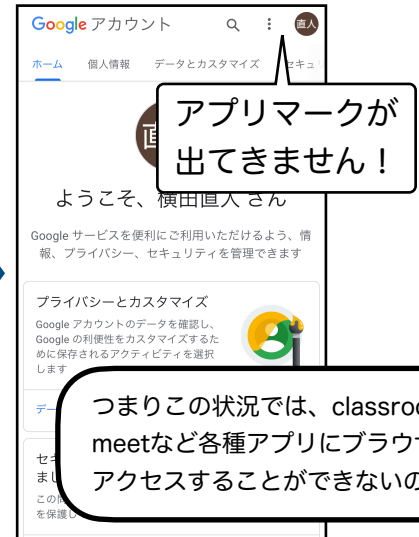 Google アカウント
直人
ホーム 個人情報 データとカスタマイズ
アプリマークが
出てきません！
ようこそ、横田直人 さん
Google サービスを便利にご利用いただけるよう、情
報、プライバシー、セキュリティを管理できます
プライバシーとカスタマイズ
Google アカウントのデータを確認し、
Google の利便性をカスタマイズするた
めに保存されるアクティビティを選択
します
つまりこの状況では、classroo
meetなど各種アプリにブラウ
アクセスすることができないの
この
を保護し